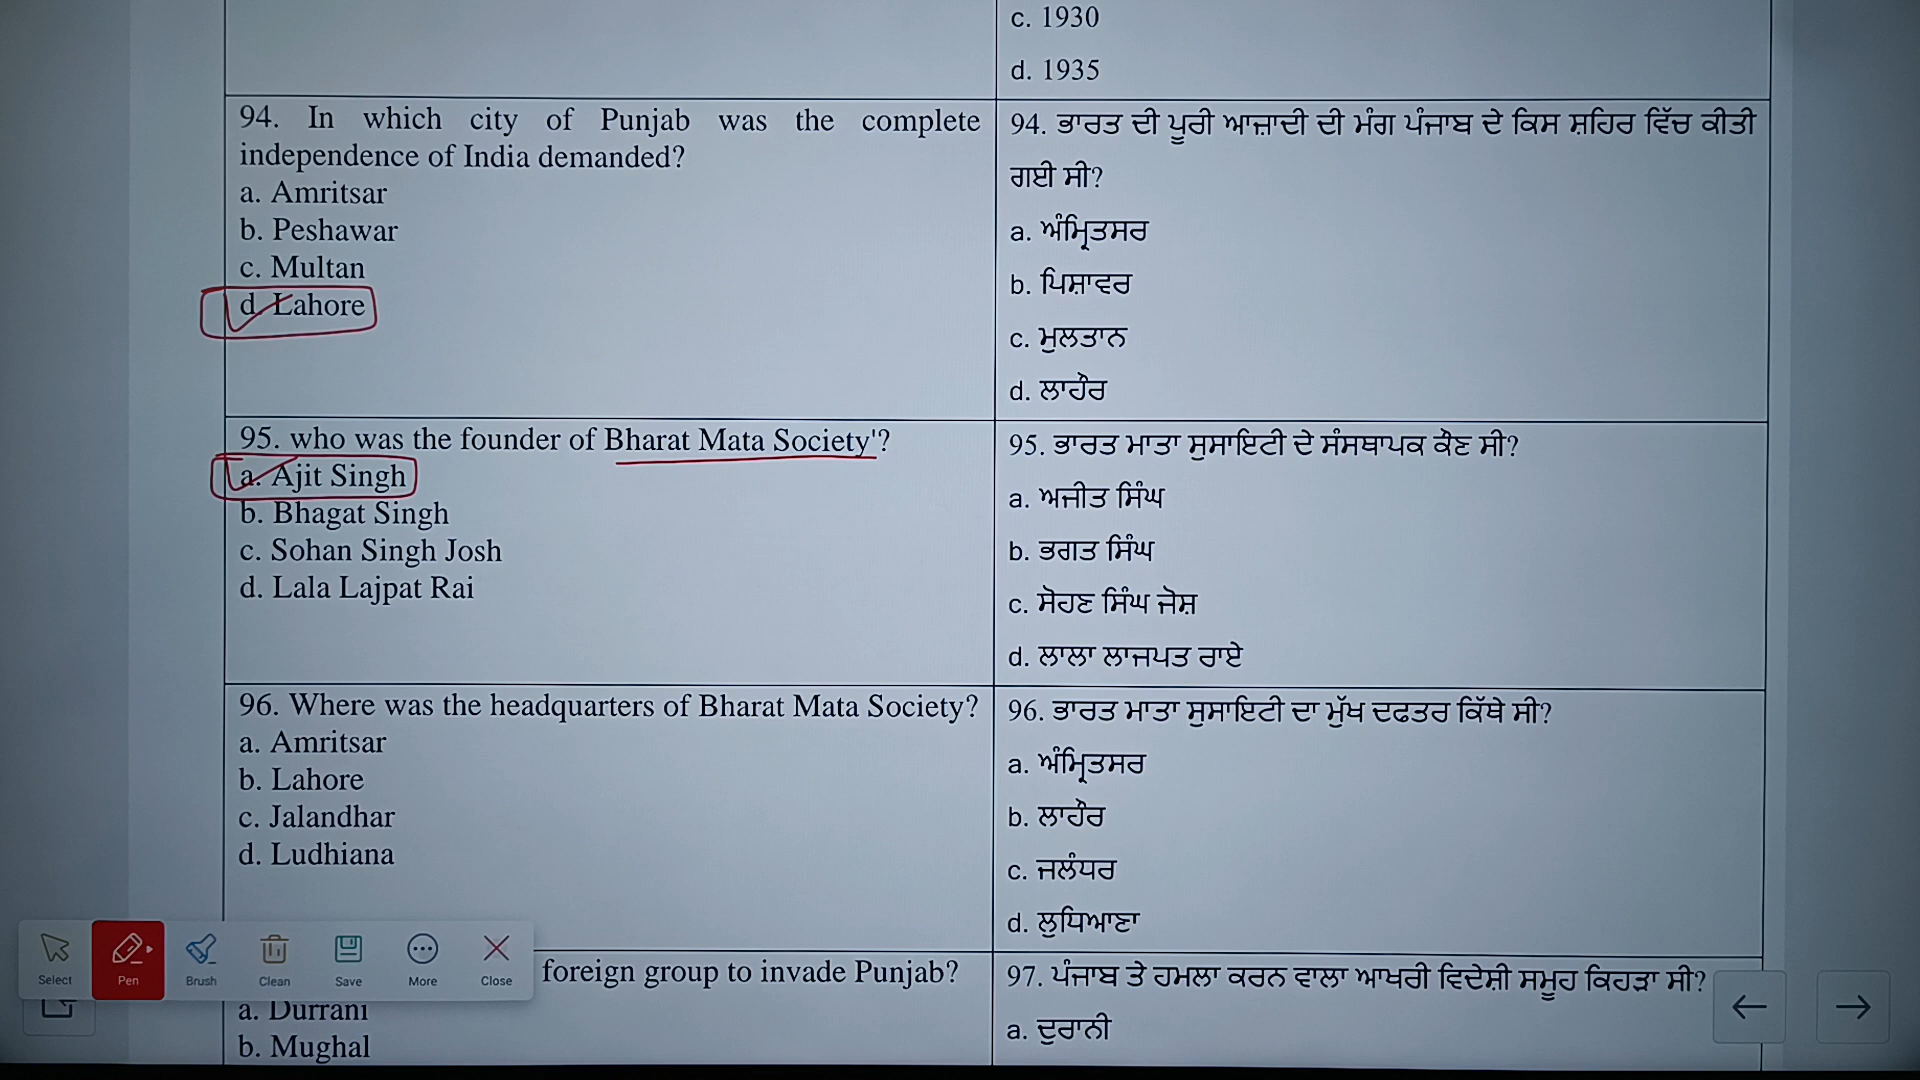 c. 1930
d. 1935
94. In which city of Punjab was the complete
independence of India demanded?
a. Amritsar
b. Peshawar
c. Multan
d. Lahore
94. ਭਾਰਤ ਦੀ ਪੂਰੀ ਆਜ਼ਾਦੀ ਦੀ ਮੰਗ ਪੰਜਾਬ ਦੇ ਕਿਸ ਸ਼ਹਿਰ ਵਿੱਚ ਕੀਤੀ
ਗਈ ਸੀ?
a. ਅੰਮ੍ਰਿਤਸਰ
b. ਪਿਸ਼ਾਵਰ
c. ਮੁਲਤਾਨ
d. ਲਾਹੌਰ
95. who was the founder of Bharat Mata Society'?
a. Ajit Singh
b. Bhagat Singh
c. Sohan Singh Josh
d. Lala Lajpat Rai
95. ਭਾਰਤ ਮਾਤਾ ਸੁਸਾਇਟੀ ਦੇ ਸੰਸਥਾਪਕ ਕੌਣ ਸੀ?
a. ਅਜੀਤ ਸਿੰਘ
b. ਭਗਤ ਸਿੰਘ
c. ਸੋਹਣ ਸਿੰਘ ਜੋਸ਼
d. ਲਾਲਾ ਲਾਜਪਤ ਰਾਏ
96. Where was the headquarters of Bharat Mata Society?
a. Amritsar
b. Lahore
c. Jalandhar
d. Ludhiana
96. ਭਾਰਤ ਮਾਤਾ ਸੁਸਾਇਟੀ ਦਾ ਮੁੱਖ ਦਫਤਰ ਕਿੱਥੇ ਸੀ?
a. ਅੰਮ੍ਰਿਤਸਰ
b. ਲਾਹੌਰ
c. ਜਲੰਧਰ
d. ਲੁਧਿਆਣਾ
foreign group to invade Punjab?
a. Durrani
b. Mughal
97. ਪੰਜਾਬ ਤੇ ਹਮਲਾ ਕਰਨ ਵਾਲਾ ਆਖਰੀ ਵਿਦੇਸ਼ੀ ਸਮੂਹ ਕਿਹੜਾ ਸੀ?
a. ਦੁਰਾਨੀ
Select Pen Brush Clean Save More Close